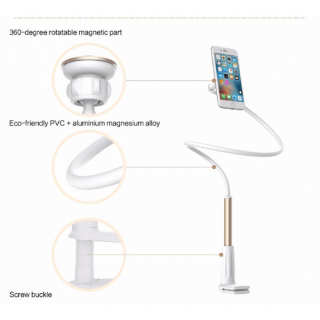 360-degree rotatable magnetic part
Eco-friendly PVC + aluminium magnesium alloy
Screw buckle